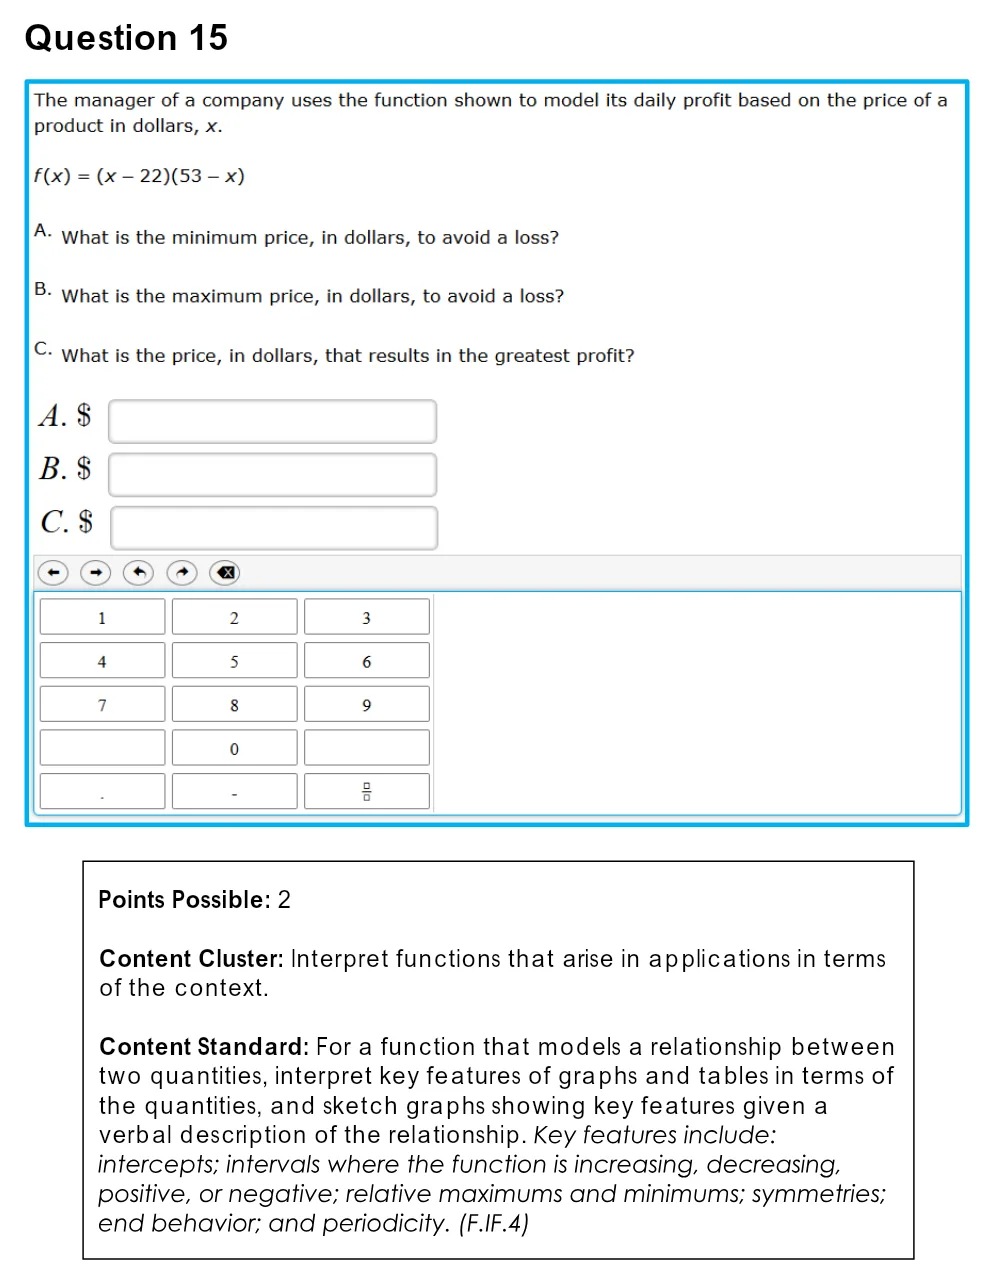 Question 15
The manager of a company uses the function shown to model its daily profit based on the price of a
product in dollars, x.
f(x) = (x – 22)(53 – x)
A. What is the minimum price, in dollars, to avoid a loss?
B. What is the maximum price, in dollars, to avoid a loss?
C. What is the price, in dollars, that results in the greatest profit?
A. $
B. $
C. $
1 2 3
4 5 6
7 8 9
0
. -
Points Possible: 2
Content Cluster: Interpret functions that arise in applications in terms
of the context.
Content Standard: For a function that models a relationship between
two quantities, interpret key features of graphs and tables in terms of
the quantities, and sketch graphs showing key features given a
verbal description of the relationship. Key features include:
intercepts; intervals where the function is increasing, decreasing,
positive, or negative; relative maximums and minimums; symmetries;
end behavior; and periodicity. (F.IF.4)